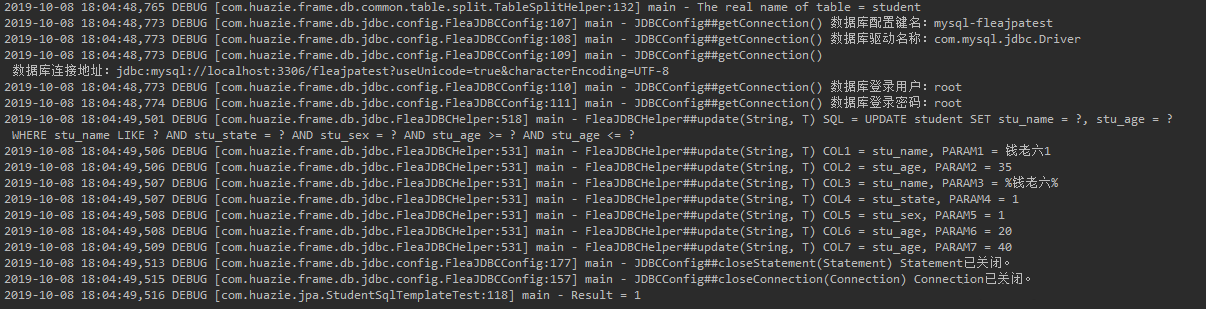 2019-10-08 18:04:48,765 DEBUG [com.huazie.frame.db.common.table.split.TableSplitHelper:132] main - The real name of table = student
2019-10-08 18:04:48,773 DEBUG [com.huazie.frame.db.jdbc.config.FleaJDBCConfig:107] main - JDBCConfig##getConnection() 数据库配置键名：mysql-fleajpatest
2019-10-08 18:04:48,773 DEBUG [com.huazie.frame.db.jdbc.config.FleaJDBCConfig:108] main - JDBCConfig##getConnection() 数据库驱动名称：com.mysql.jdbc.Driver
2019-10-08 18:04:48,773 DEBUG [com.huazie.frame.db.jdbc.config.FleaJDBCConfig:109] main - JDBCConfig##getConnection()
数据库连接地址：jdbc:mysql://localhost:3306/fleajpatest?useUnicode=true&characterEncoding=UTF-8
2019-10-08 18:04:48,773 DEBUG [com.huazie.frame.db.jdbc.config.FleaJDBCConfig:110] main - JDBCConfig##getConnection() 数据库登录用户：root
2019-10-08 18:04:48,774 DEBUG [com.huazie.frame.db.jdbc.config.FleaJDBCConfig:111] main - JDBCConfig##getConnection() 数据库登录密码：root
2019-10-08 18:04:49,501 DEBUG [com.huazie.frame.db.jdbc.FleaJDBCHelper:518] main - FleaJDBCHelper##update(String, T) SQL = UPDATE student SET stu_name = ?, stu_age = ?
WHERE stu_name LIKE ? AND stu_state = ? AND stu_sex = ? AND stu_age >= ? AND stu_age <= ?
2019-10-08 18:04:49,506 DEBUG [com.huazie.frame.db.jdbc.FleaJDBCHelper:531] main - FleaJDBCHelper##update(String, T) COL1 = stu_name, PARAM1 = 钱老六1
2019-10-08 18:04:49,506 DEBUG [com.huazie.frame.db.jdbc.FleaJDBCHelper:531] main - FleaJDBCHelper##update(String, T) COL2 = stu_age, PARAM2 = 35
2019-10-08 18:04:49,507 DEBUG [com.huazie.frame.db.jdbc.FleaJDBCHelper:531] main - FleaJDBCHelper##update(String, T) COL3 = stu_name, PARAM3 = %钱老六%
2019-10-08 18:04:49,507 DEBUG [com.huazie.frame.db.jdbc.FleaJDBCHelper:531] main - FleaJDBCHelper##update(String, T) COL4 = stu_state, PARAM4 = 1
2019-10-08 18:04:49,508 DEBUG [com.huazie.frame.db.jdbc.FleaJDBCHelper:531] main - FleaJDBCHelper##update(String, T) COL5 = stu_sex, PARAM5 = 1
2019-10-08 18:04:49,508 DEBUG [com.huazie.frame.db.jdbc.FleaJDBCHelper:531] main - FleaJDBCHelper##update(String, T) COL6 = stu_age, PARAM6 = 20
2019-10-08 18:04:49,509 DEBUG [com.huazie.frame.db.jdbc.FleaJDBCHelper:531] main - FleaJDBCHelper##update(String, T) COL7 = stu_age, PARAM7 = 40
2019-10-08 18:04:49,513 DEBUG [com.huazie.frame.db.jdbc.config.FleaJDBCConfig:177] main - JDBCConfig##closeStatement(Statement) Statement已关闭。
2019-10-08 18:04:49,515 DEBUG [com.huazie.frame.db.jdbc.config.FleaJDBCConfig:157] main - JDBCConfig##closeConnection(Connection) Connection已关闭。
2019-10-08 18:04:49,516 DEBUG [com.huazie.jpa.StudentSqlTemplateTest:118] main - Result = 1